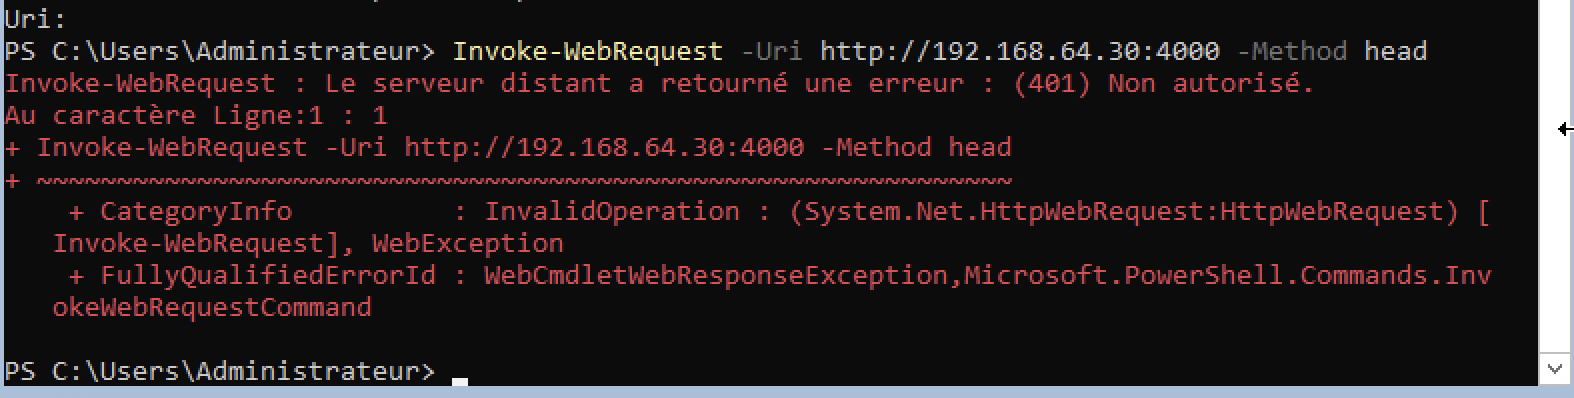 Uri:
PS C:\Users\Administrateur> Invoke-WebRequest -Uri http://192.168.64.30:4000 -Method head
Invoke-WebRequest : Le serveur distant a retourné une erreur : (401) Non autorisé.
Au caractère Ligne:1 : 1
+ Invoke-WebRequest -Uri http://192.168.64.30:4000 -Method head
+ ~~~~~~~~~~~~~~~~~~~~~~~~~~~~~~~~~~~~~~~~~~~~~~~~~~~~~~~~~~~~~
    + CategoryInfo          : InvalidOperation : (System.Net.HttpWebRequest:HttpWebRequest) [
   Invoke-WebRequest], WebException
    + FullyQualifiedErrorId : WebCmdletWebResponseException,Microsoft.PowerShell.Commands.Inv
   okeWebRequestCommand
PS C:\Users\Administrateur>